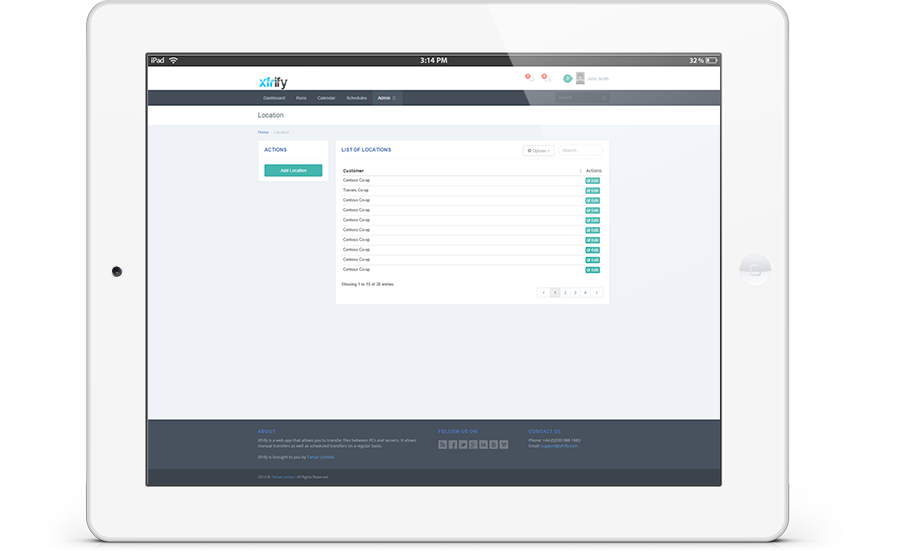 iPad 3:14 PM 32 %
xfrify
John Smith
Dashboard Runs Calendar Schedules Admin
Search
Location
Home Location
ACTIONS
Add Location
LIST OF LOCATIONS
Options
Search...
Customer Actions
Contoso Co-op Edit
Travers Co-op Edit
Contoso Co-op Edit
Contoso Co-op Edit
Contoso Co-op Edit
Contoso Co-op Edit
Contoso Co-op Edit
Contoso Co-op Edit
Contoso Co-op Edit
Contoso Co-op Edit
Showing 1 to 10 of 38 entries
< 1 2 3 4 >
ABOUT
Xfrify is a web app that allows you to transfer files between PCs and servers. It allows
manual transfers as well as scheduled transfers on a regular basis.
Xfrify is brought to you by Limited.
FOLLOW US ON
CONTACT US
Phone: +44 (0)330 088 1683
Email: support@xfrify.com
2014 © Limited. All Rights Reserved.